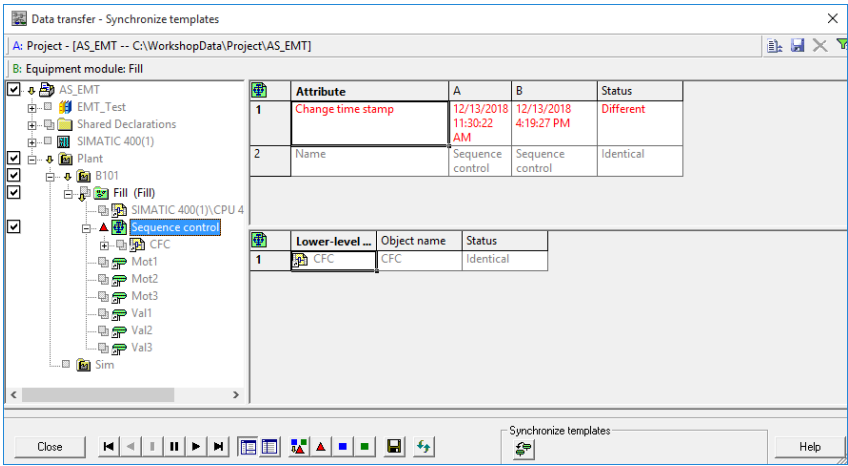 Data transfer - Synchronize templates
A: Project - [AS_EMT -- C:\WorkshopData\Project\AS_EMT]
B: Equipment module: Fill
AS_EMT
EMT_Test
Shared Declarations
SIMATIC 400(1)
Plant
B101
Fill (Fill)
SIMATIC 400(1)\CPU 4
Sequence control
CFC
Mot1
Mot2
Mot3
Val1
Val2
Val3
Sim
Attribute A B Status
1 Change time stamp 12/13/2018 12/13/2018 Different
11:30:22 4:19:27 PM
AM
2 Name Sequence Sequence Identical
control control
Lower-level ... Object name Status
1 CFC CFC Identical
Synchronize templates
Close
Help